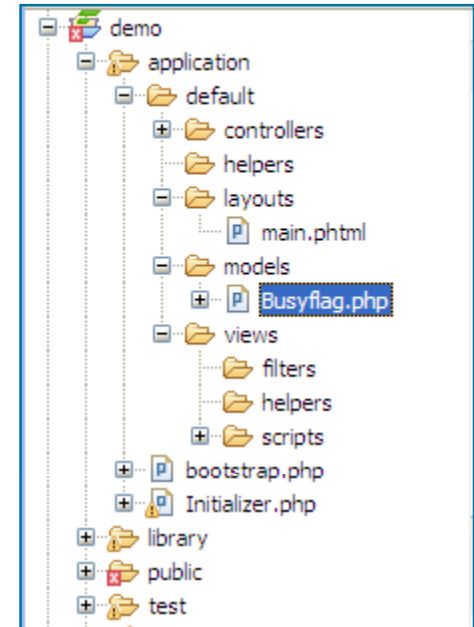 demo
application
default
controllers
helpers
layouts
main.phtml
models
Busyflag.php
views
filters
helpers
scripts
bootstrap.php
Initializer.php
library
public
test